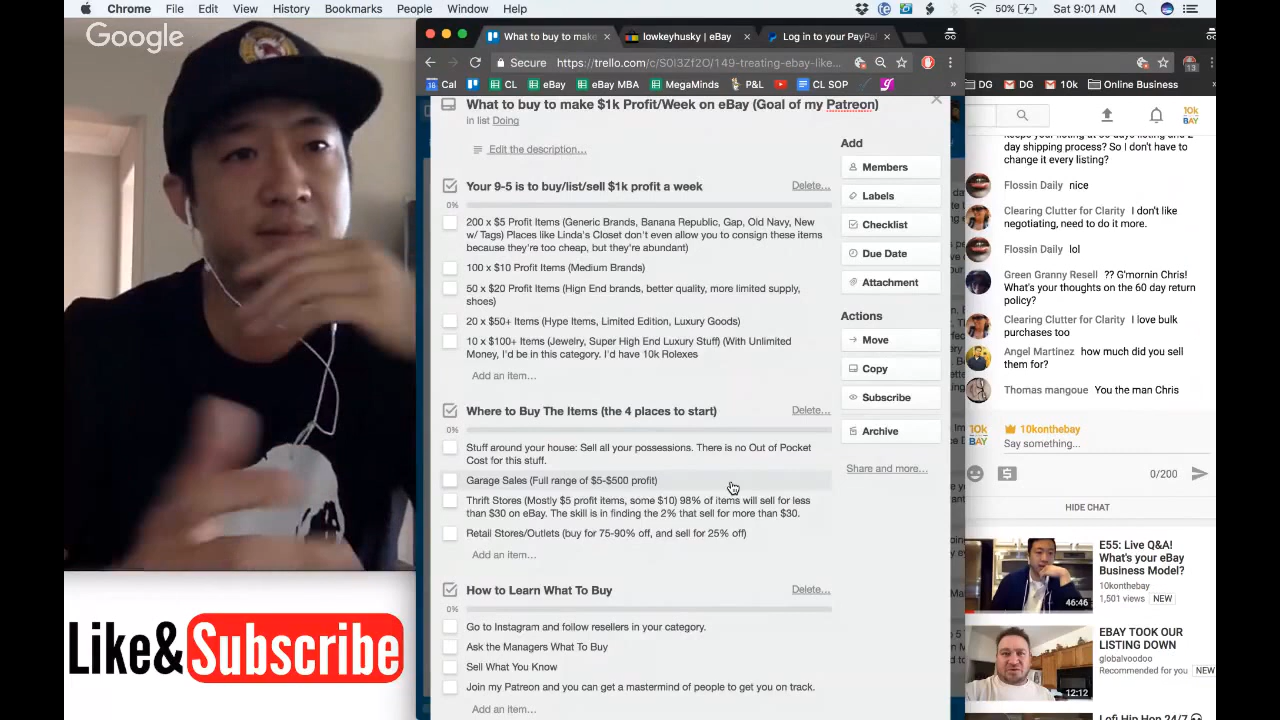 Chrome File Edit View History Bookmarks People Window Help
50% Sat 9:01 AM
Google
What to buy to make
lowkeyhusky | eBay
Log in to your PayPal
Secure https://trello.com/c/S0I3Zf2O/149-treating-ebay-like...
Cal CL eBay eBay MBA MegaMinds P&L CL SOP »
DG DG 10k Online Business
What to buy to make $1k Profit/Week on eBay (Goal of my Patreon)
in list Doing
Edit the description...
Your 9-5 is to buy/list/sell $1k profit a week
Delete...
0%
200 x $5 Profit Items (Generic Brands, Banana Republic, Gap, Old Navy, New
w/ Tags) Places like Linda's Closet don't even allow you to consign these items
because they're too cheap, but they're abundant)
100 x $10 Profit Items (Medium Brands)
50 x $20 Profit Items (Hign End brands, better quality, more limited supply,
shoes)
20 x $50+ Items (Hype Items, Limited Edition, Luxury Goods)
10 x $100+ Items (Jewelry, Super High End Luxury Stuff) (With Unlimited
Money, I'd be in this category. I'd have 10k Rolexes
Add an item...
Where to Buy The Items (the 4 places to start)
Delete...
0%
Stuff around your house: Sell all your possessions. There is no Out of Pocket
Cost for this stuff.
Garage Sales (Full range of $5-$500 profit)
Thrift Stores (Mostly $5 profit items, some $10) 98% of items will sell for less
than $30 on eBay. The skill is in finding the 2% that sell for more than $30.
Retail Stores/Outlets (buy for 75-90% off, and sell for 25% off)
Add an item...
How to Learn What To Buy
Delete...
0%
Go to Instagram and follow resellers in your category.
Ask the Managers What To Buy
Sell What You Know
Join my Patreon and you can get a mastermind of people to get you on track.
Add an item...
Add
Members
Labels
Checklist
Due Date
Attachment
Actions
Move
Copy
Subscribe
Archive
Share and more...
10k
BAY
day shipping process? So I don't have to
change it every listing?
Flossin Daily nice
Clearing Clutter for Clarity I don't like
negotiating, need to do it more.
Flossin Daily lol
Green Granny Resell ?? G'mornin Chris!
What's your thoughts on the 60 day return
policy?
Clearing Clutter for Clarity I love bulk
purchases too
Angel Martinez how much did you sell
them for?
Thomas mangoue You the man Chris
10k
BAY
10konthebay
Say something...
0/200
HIDE CHAT
E55: Live Q&A!
What's your eBay
Business Model?
10konthebay
1,501 views NEW
46:46
EBAY TOOK OUR
LISTING DOWN
globalvoodoo
Recommended for you NEW
12:12
Lofi Hip Hop 24/7
Like&Subscribe